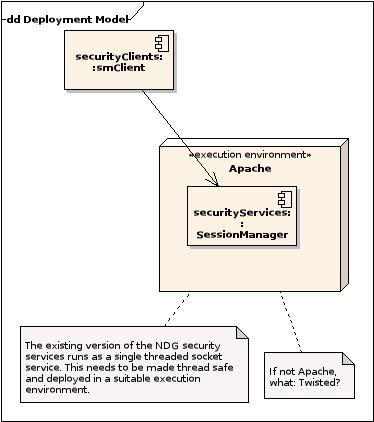 dd Deployment Model
securityClients:
:smClient
«execution environment»
Apache
securityServices:
:
SessionManager
The existing version of the NDG security
services runs as a single threaded socket
service. This needs to be made thread safe
and deployed in a suitable execution
environment.
If not Apache,
what: Twisted?